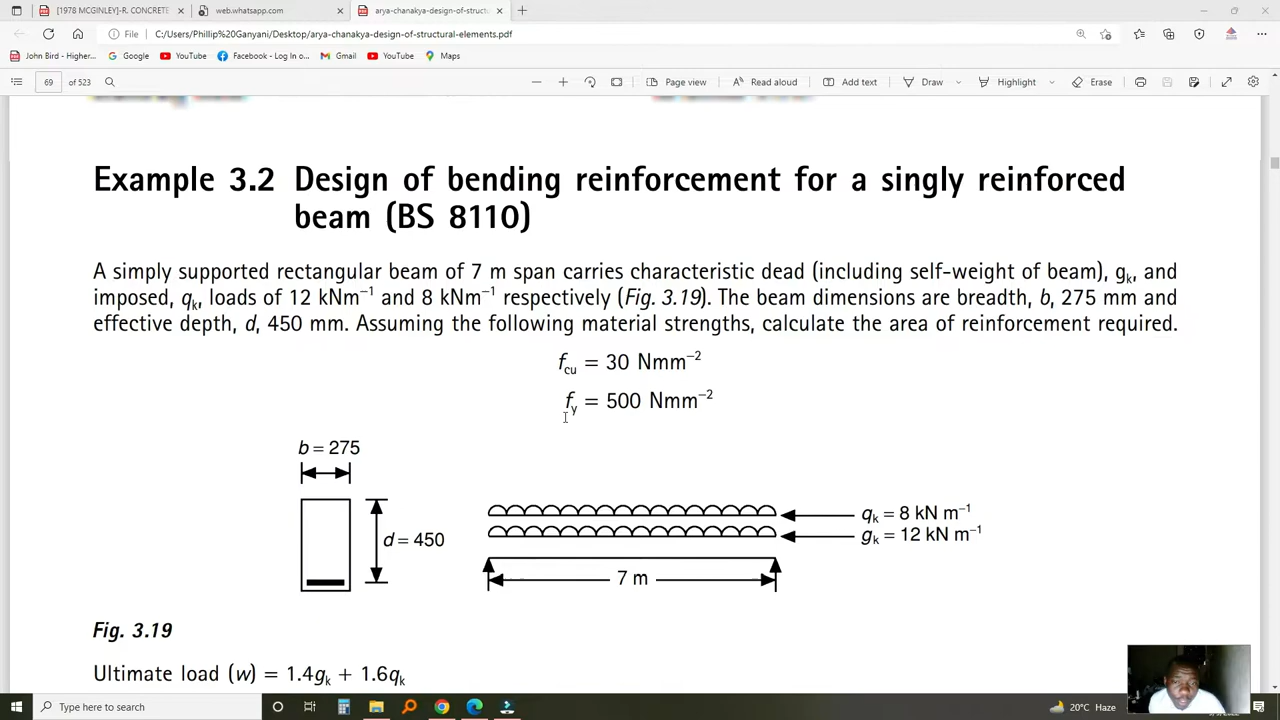 [1978 MCGINLEY]-R. CONCRETE
web.whatsapp.com
arya-chanakya-design-of-structu
File
C:/Users/Phillip%20Ganyani/Desktop/arya-chanakya-design-of-structural-elements.pdf
John Bird - Higher...
Google
YouTube
Facebook - Log In o...
Gmail
YouTube
Maps
69 of 523
Page view
Read aloud
Add text
Draw
Highlight
Erase
Example 3.2 Design of bending reinforcement for a singly reinforced
beam (BS 8110)
A simply supported rectangular beam of 7 m span carries characteristic dead (including self-weight of beam), gk, and
imposed, qk, loads of 12 kNm⁻¹ and 8 kNm⁻¹ respectively (Fig. 3.19). The beam dimensions are breadth, b, 275 mm and
effective depth, d, 450 mm. Assuming the following material strengths, calculate the area of reinforcement required.
fcu = 30 Nmm⁻²
fy = 500 Nmm⁻²
b = 275
d = 450
qk = 8 kN m⁻¹
gk = 12 kN m⁻¹
7 m
Fig. 3.19
Ultimate load (w) = 1.4gk + 1.6qk
Type here to search
20°C Haze